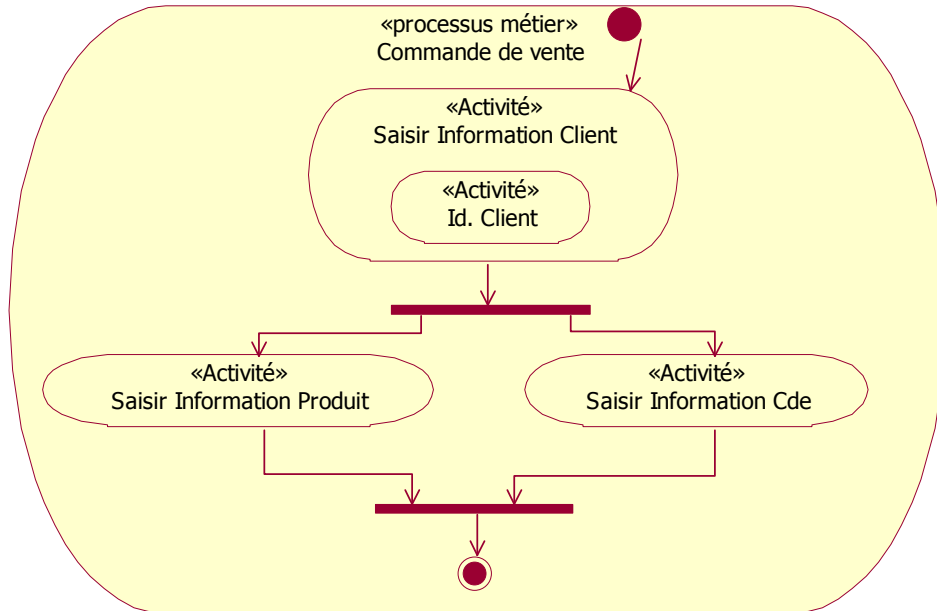 «processus métier»
Commande de vente
«Activité»
Saisir Information Client
«Activité»
Id. Client
«Activité»
Saisir Information Produit
«Activité»
Saisir Information Cde